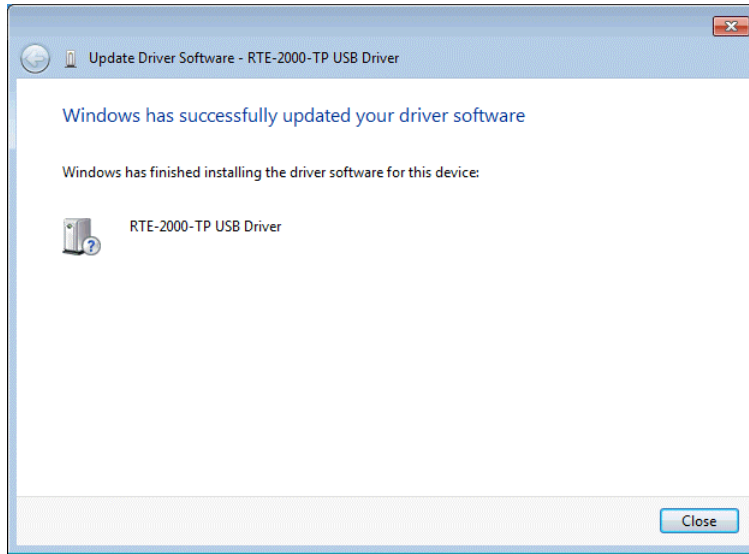 Update Driver Software - RTE-2000-TP USB Driver
Windows has successfully updated your driver software
Windows has finished installing the driver software for this device:
RTE-2000-TP USB Driver
Close